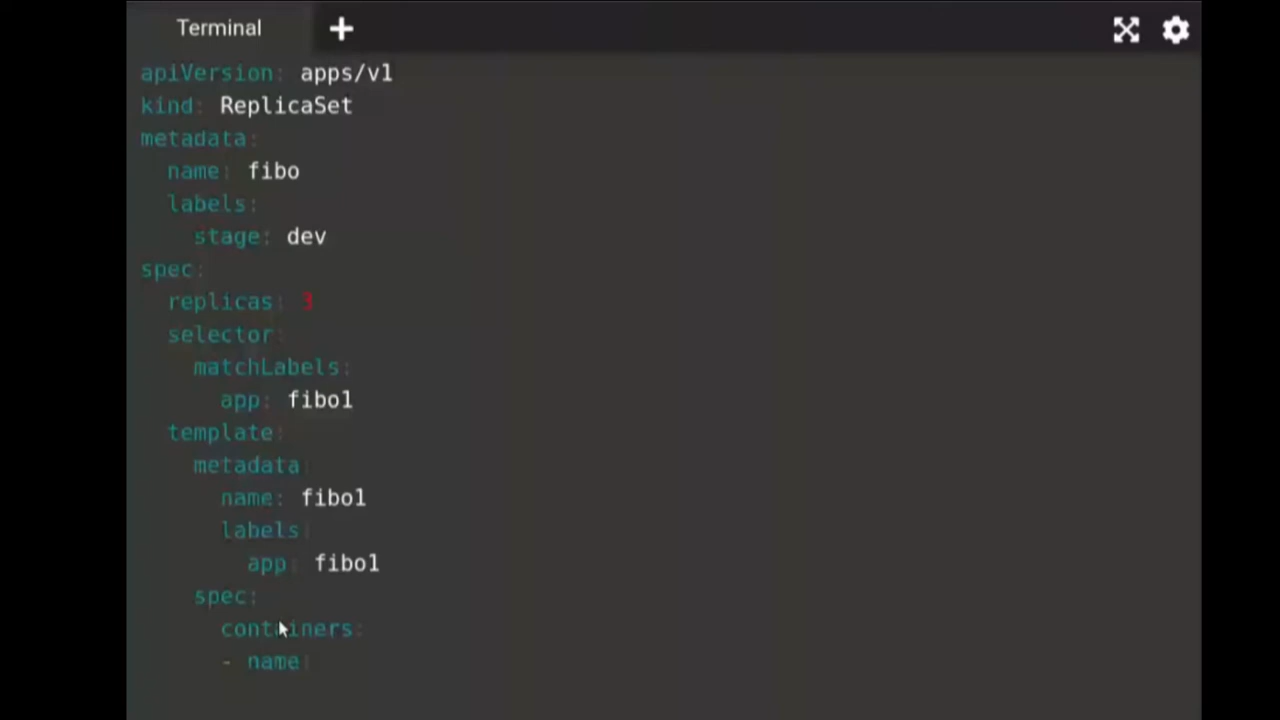 Terminal
apiVersion: apps/v1
kind: ReplicaSet
metadata:
  name: fibo
  labels:
    stage: dev
spec:
  replicas: 3
  selector:
    matchLabels:
      app: fibo1
  template:
    metadata:
      name: fibo1
      labels:
        app: fibo1
    spec:
      containers:
      - name: